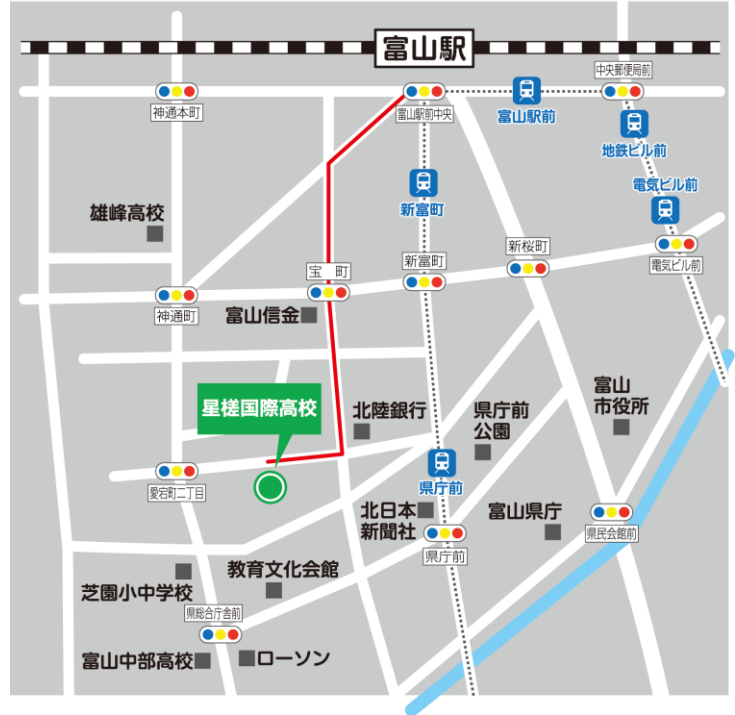 富山駅
中央郵便局前
神通本町
富山駅前中央
富山駅前
地鉄ビル前
電気ビル前
雄峰高校
新富町
新桜町
新富町
電気ビル前
宝 町
神通町
富山信金
星槎国際高校
北陸銀行
県庁前
公園
富山
市役所
愛宕町二丁目
県庁前
北日本
新聞社
富山県庁
県民会館前
県庁前
教育文化会館
芝園小中学校
県総合庁舎前
富山中部高校
ローソン